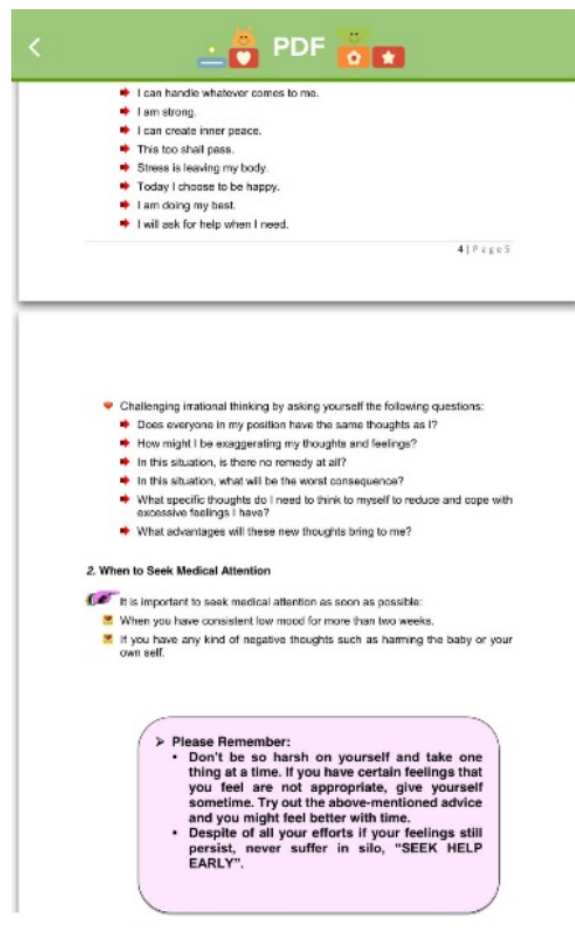 PDF
I can handle whatever comes to me.
I am strong.
I can create inner peace.
This too shall pass.
Stress is leaving my body.
Today I choose to be happy.
I am doing my best.
I will ask for help when I need.
4 | P a g e S
Challenging irrational thinking by asking yourself the following questions:
Does everyone in my position have the same thoughts as I?
How might I be exaggerating my thoughts and feelings?
In this situation, is there no remedy at all?
In this situation, what will be the worst consequence?
What specific thoughts do I need to think to myself to reduce and cope with
excessive feelings I have?
What advantages will these new thoughts bring to me?
2. When to Seek Medical Attention
It is important to seek medical attention as soon as possible:
When you have consistent low mood for more than two weeks.
If you have any kind of negative thoughts such as harming the baby or your
own self.
➢ Please Remember:
• Don't be so harsh on yourself and take one
thing at a time. If you have certain feelings that
you feel are not appropriate, give yourself
sometime. Try out the above-mentioned advice
and you might feel better with time.
• Despite of all your efforts if your feelings still
persist, never suffer in silo, "SEEK HELP
EARLY".